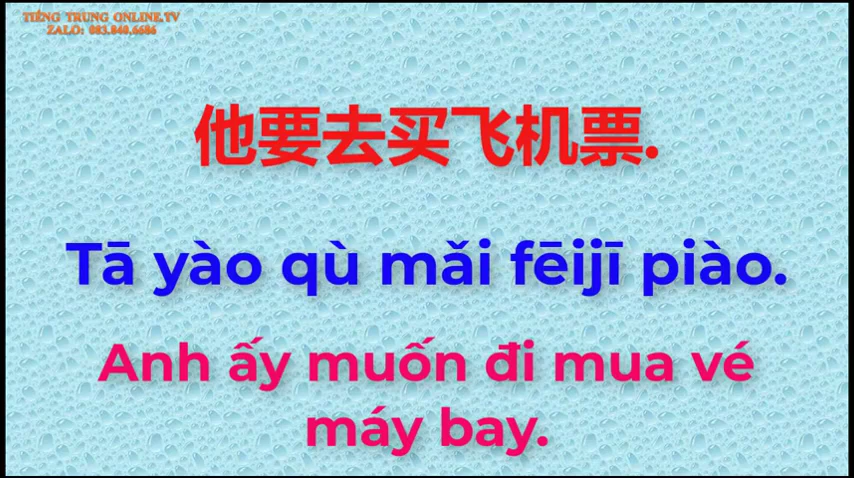 TIẾNG TRUNG ONLINE.TV
ZALO: 083.840.6686
他要去买飞机票.
Tā yào qù mǎi fēijī piào.
Anh ấy muốn đi mua vé
máy bay.